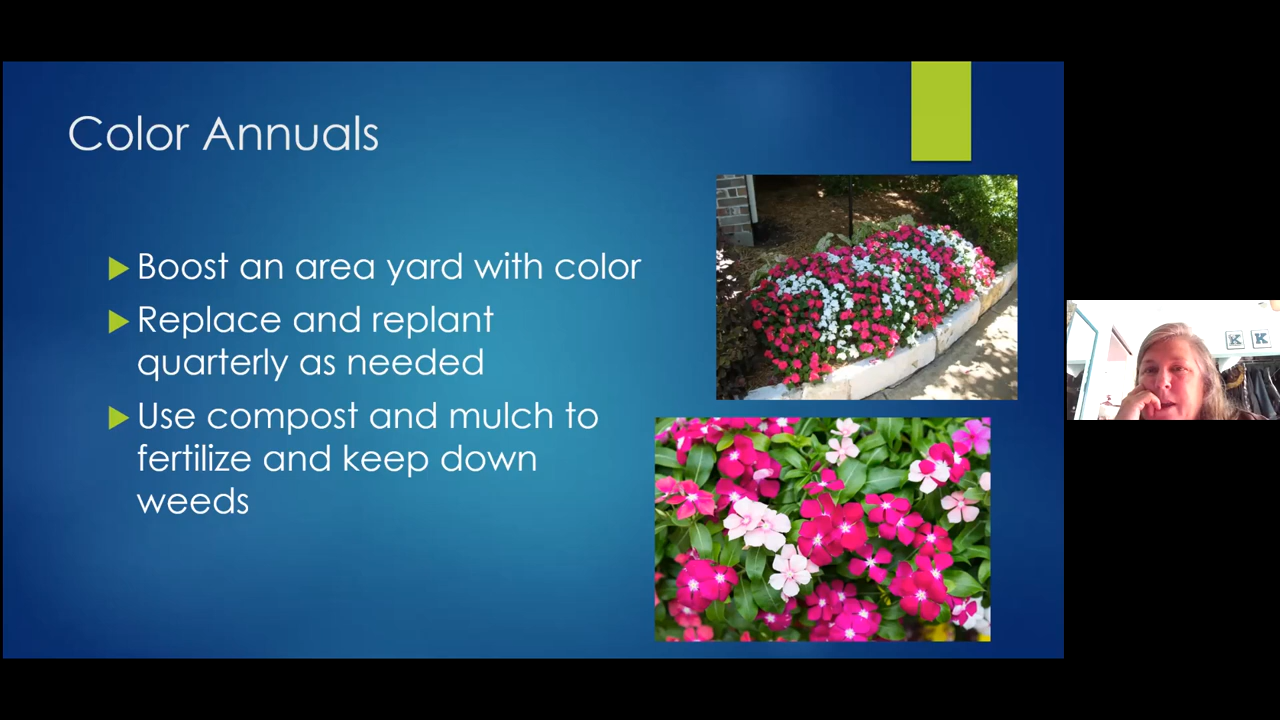 Color Annuals
Boost an area yard with color
Replace and replant
quarterly as needed
Use compost and mulch to
fertilize and keep down
weeds
K K